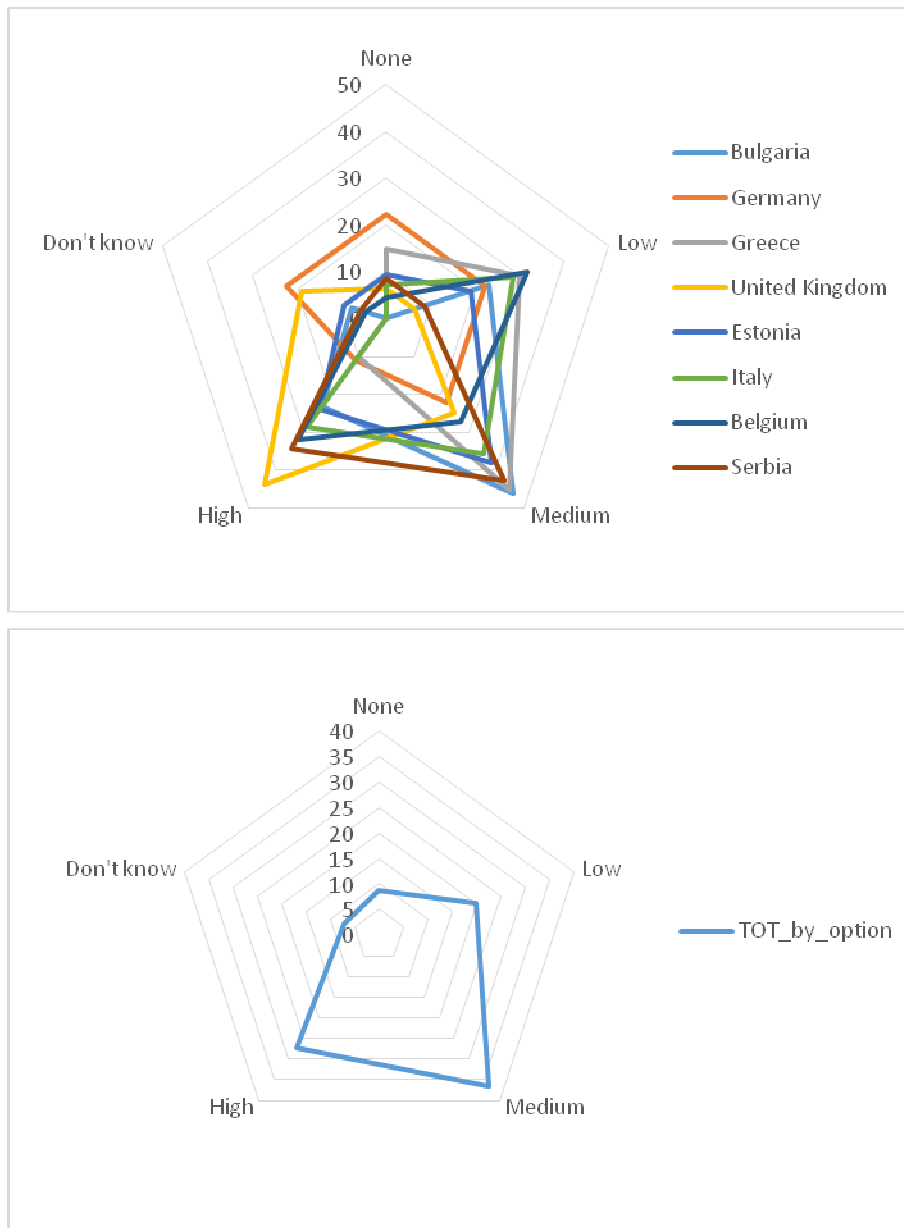 None
50
40
30
20
10
Don't know
Low
High
Medium
Bulgaria
Germany
Greece
United Kingdom
Estonia
Italy
Belgium
Serbia
None
40
35
30
25
20
15
10
5
0
Don't know
Low
High
Medium
TOT_by_option